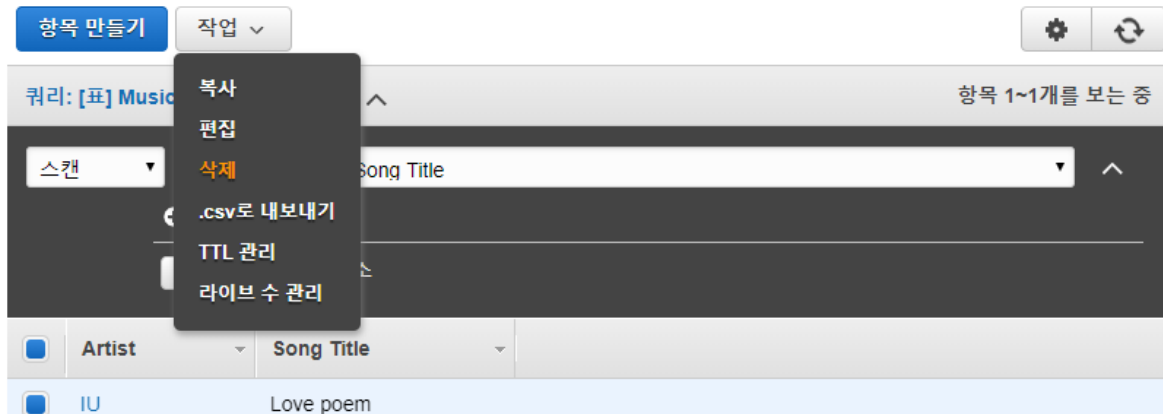 항목 만들기 작업
쿼리: [표] Music 항목 1~1개를 보는 중
복사
편집
스캔 Song Title
삭제
.csv로 내보내기
TTL 관리
라이브 수 관리
Artist Song Title
IU Love poem